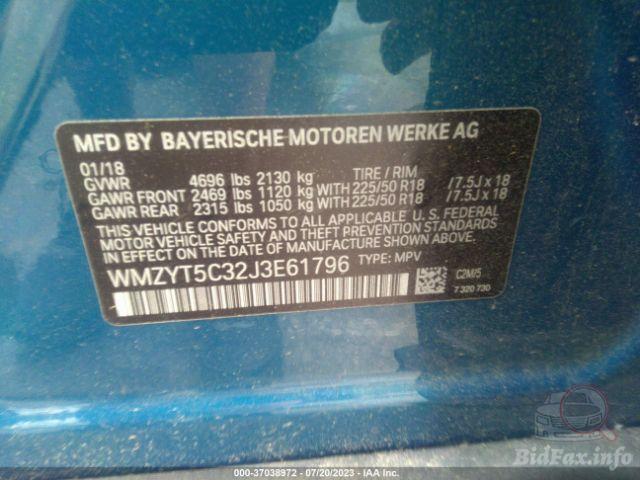 MFD BY BAYERISCHE MOTOREN WERKE AG
01/18 TIRE / RIM
GVWR 4696 lbs 2130 kg
GAWR FRONT 2469 lbs 1120 kg WITH 225/50 R18 /7.5J x 18
GAWR REAR 2315 lbs 1050 kg WITH 225/50 R18 /7.5J x 18
THIS VEHICLE CONFORMS TO ALL APPLICABLE U. S. FEDERAL
MOTOR VEHICLE SAFETY, BUMPER, AND THEFT PREVENTION STANDARDS IN
EFFECT ON THE DATE OF MANUFACTURE SHOWN ABOVE.
WMZYT5C32J3E61796 TYPE: MPV
C2M/5
7 320 730
000-37038972 / 07/20/2023 / IAA Inc.
BidFax.info